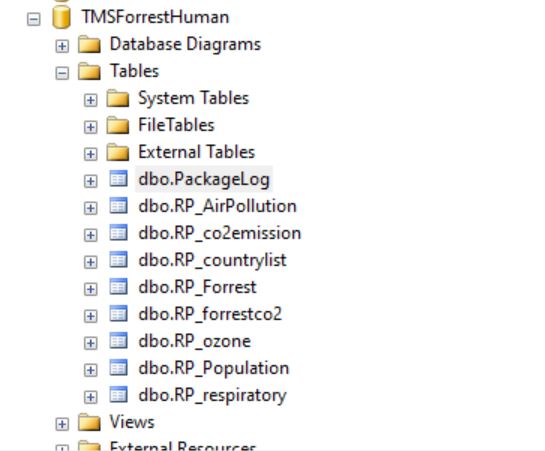 TMSForrestHuman
Database Diagrams
Tables
System Tables
FileTables
External Tables
dbo.PackageLog
dbo.RP_AirPollution
dbo.RP_co2emission
dbo.RP_countrylist
dbo.RP_Forrest
dbo.RP_forrestco2
dbo.RP_ozone
dbo.RP_Population
dbo.RP_respiratory
Views
External Resources